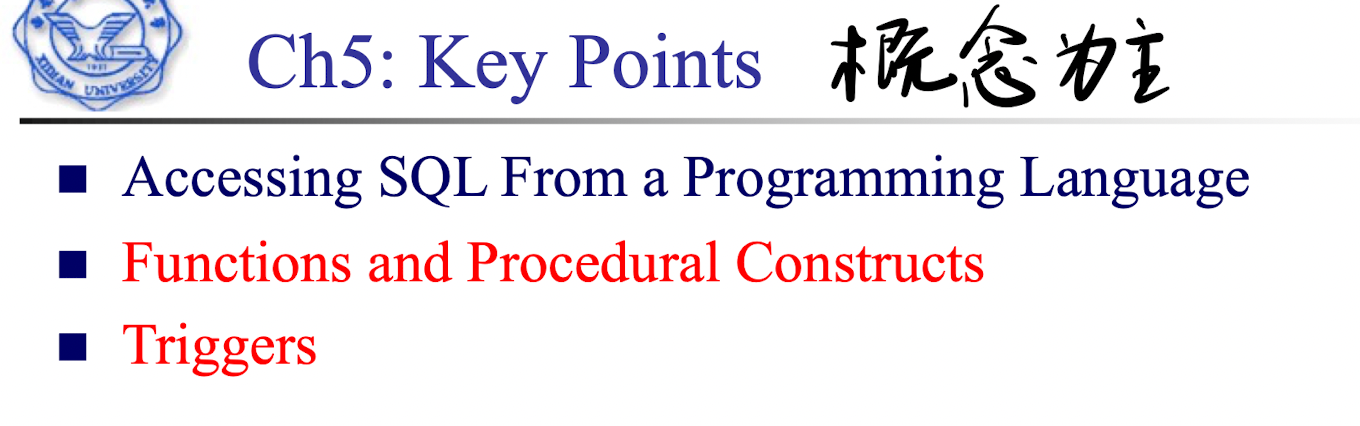 XIDIAN UNIVERSITY
1931
Ch5: Key Points 概念为主
Accessing SQL From a Programming Language
Functions and Procedural Constructs
Triggers